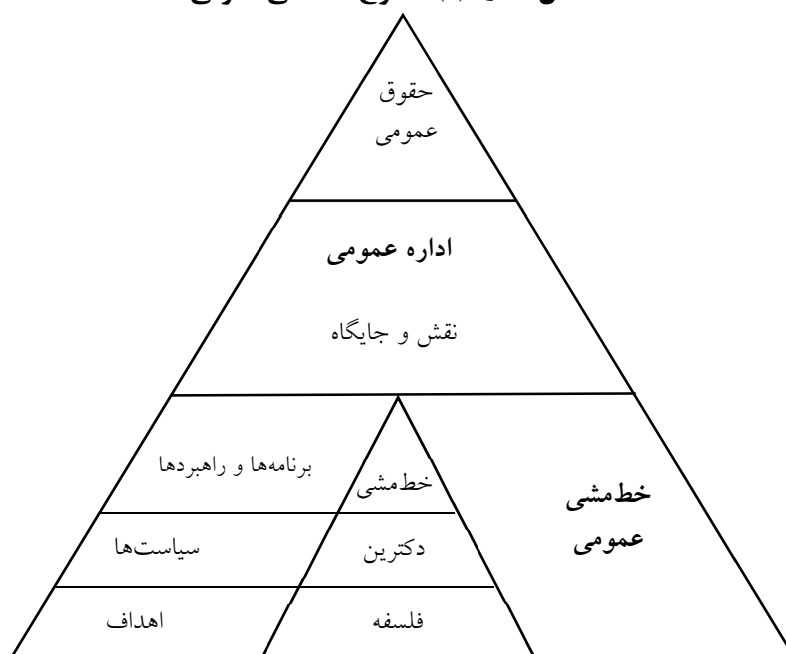 حقوق
عمومی
اداره عمومی
نقش و جایگاه
خط‌مشی
عمومی
خط‌مشی
برنامه‌ها و راهبردها
دکترین
سیاست‌ها
فلسفه
اهداف